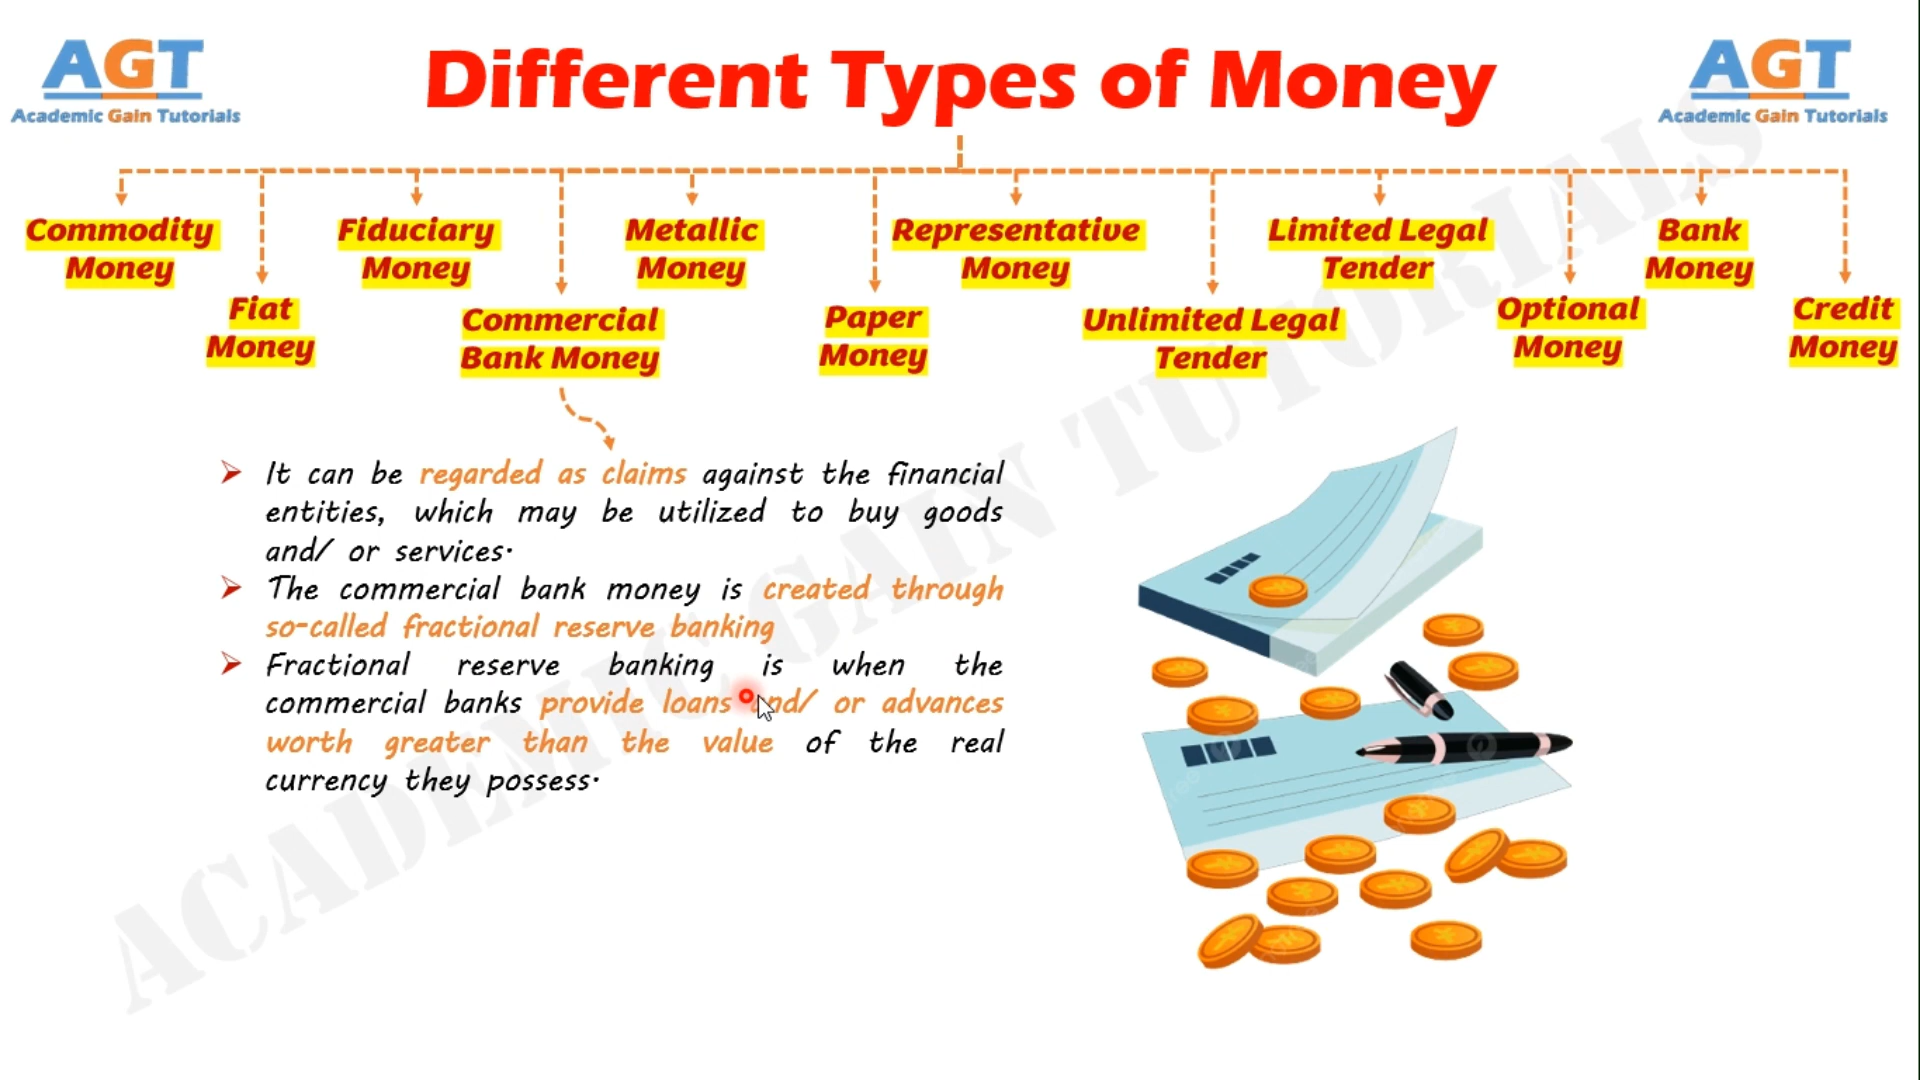 AGT
Academic Gain Tutorials
Different Types of Money
AGT
Academic Gain Tutorials
Commodity
Money
Fiat
Money
Fiduciary
Money
Commercial
Bank Money
Metallic
Money
Paper
Money
Representative
Money
Unlimited Legal
Tender
Limited Legal
Tender
Optional
Money
Bank
Money
Credit
Money
It can be regarded as claims against the financial
entities, which may be utilized to buy goods
and/ or services.
The commercial bank money is created through
so-called fractional reserve banking
Fractional reserve banking is when the
commercial banks provide loans and/ or advances
worth greater than the value of the real
currency they possess.
ACADEMIC GAIN TUTORIALS